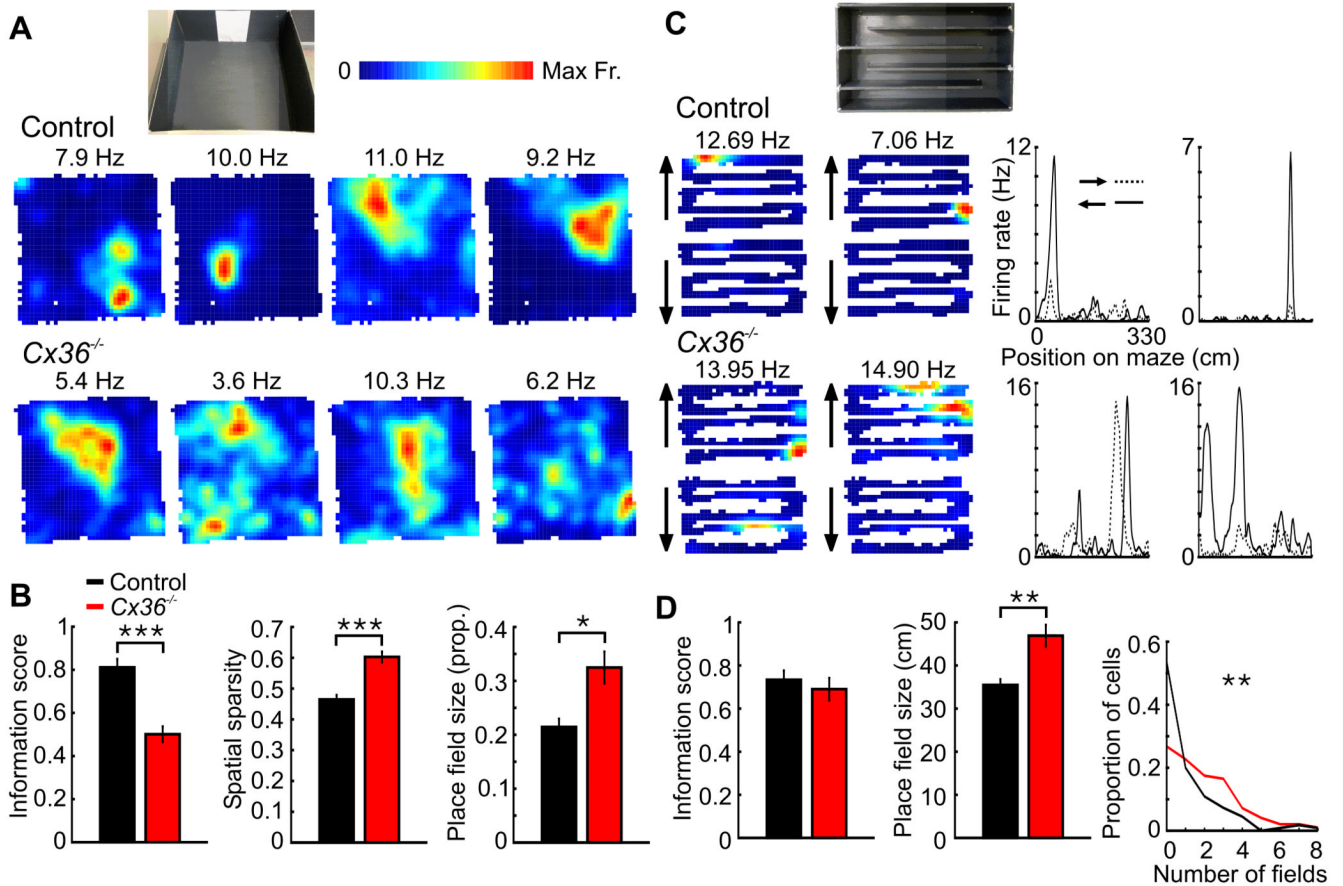 A
0
Max Fr.
Control
7.9 Hz
10.0 Hz
11.0 Hz
9.2 Hz
Cx36-/-
5.4 Hz
3.6 Hz
10.3 Hz
6.2 Hz
B
Control
Cx36-/-
Information score
1
0.8
0.6
0.4
0.2
0
***
Spatial sparsity
0.7
0.6
0.5
0.4
0.3
0.2
0.1
0
***
Place field size (prop.)
0.4
0.3
0.2
0.1
0
*
C
Control
12.69 Hz
7.06 Hz
Cx36-/-
13.95 Hz
14.90 Hz
Firing rate (Hz)
12
0
0
330
7
0
Position on maze (cm)
16
0
16
0
D
Information score
1
0.8
0.6
0.4
0.2
0
Place field size (cm)
50
40
30
20
10
0
**
Proportion of cells
0.6
0.4
0.2
0
**
0 2 4 6 8
Number of fields